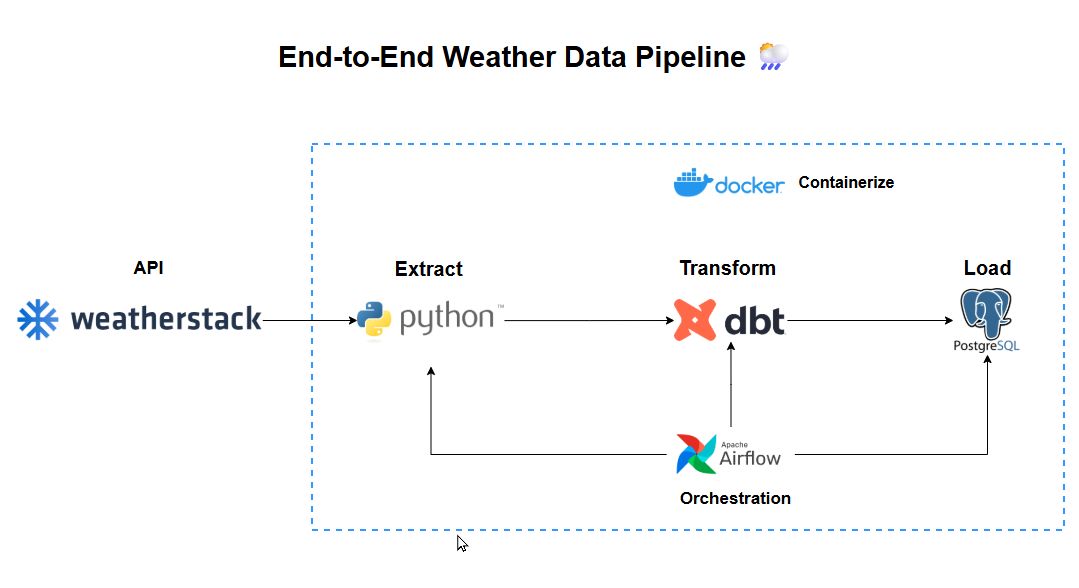 End-to-End Weather Data Pipeline
docker Containerize
API
Extract
Transform
Load
weatherstack
python™
dbt
PostgreSQL
Apache
Airflow
Orchestration